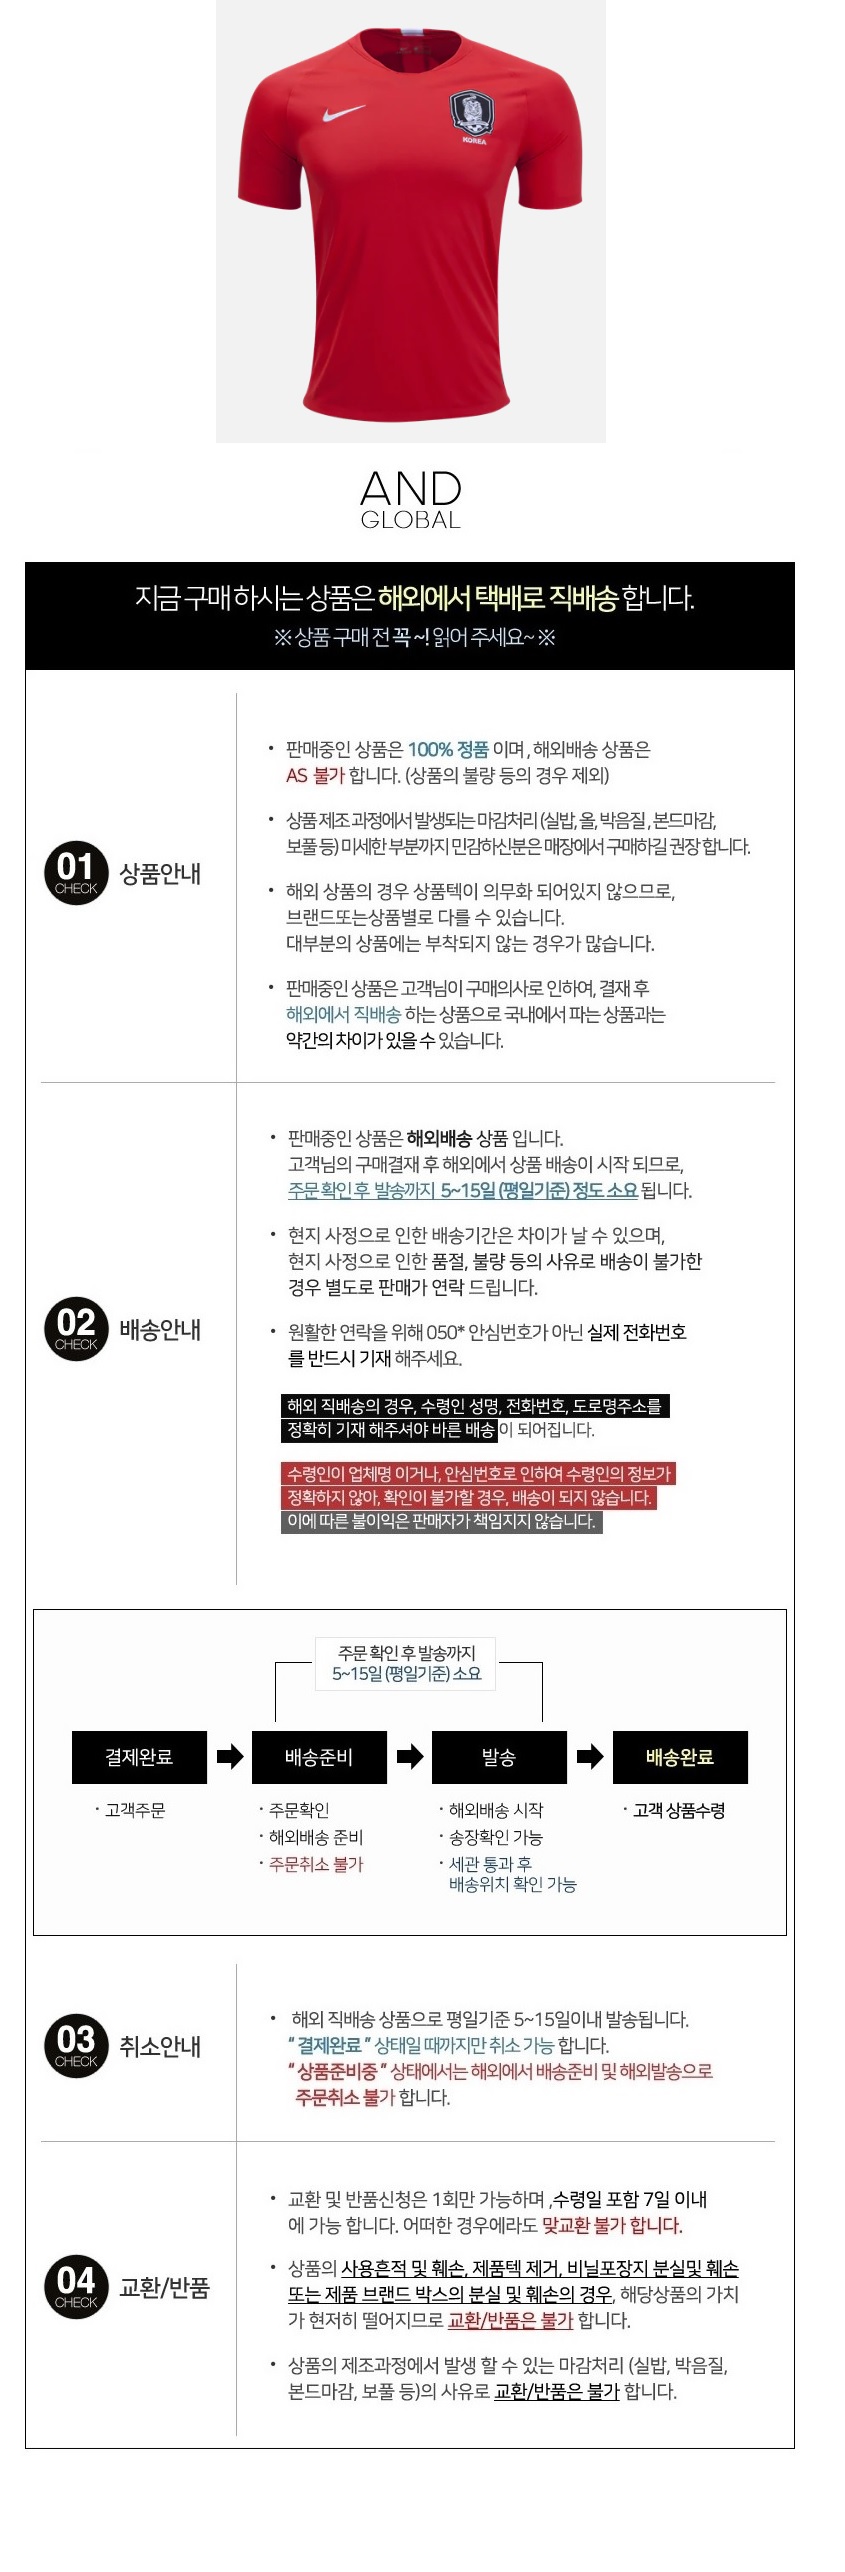 KOREA
AND
GLOBAL
지금 구매 하시는 상품은 해외에서 택배로 직배송 합니다.
※ 상품 구매 전 꼭 ~! 읽어 주세요~ ※
01
CHECK
상품안내
• 판매중인 상품은 100% 정품 이며 , 해외배송 상품은
AS 불가 합니다. (상품의 불량 등의 경우 제외)
• 상품 제조 과정에서 발생되는 마감처리 (실밥, 올, 박음질 , 본드마감,
보풀 등) 미세한 부분까지 민감하신분은 매장에서 구매하길 권장 합니다.
• 해외 상품의 경우 상품텍이 의무화 되어있지 않으므로,
브랜드또는상품별로 다를 수 있습니다.
대부분의 상품에는 부착되지 않는 경우가 많습니다.
• 판매중인 상품은 고객님이 구매의사로 인하여, 결재 후
해외에서 직배송 하는 상품으로 국내에서 파는 상품과는
약간의 차이가 있을 수 있습니다.
02
CHECK
배송안내
• 판매중인 상품은 해외배송 상품 입니다.
고객님의 구매결재 후 해외에서 상품 배송이 시작 되므로,
주문 확인 후 발송까지 5~15일 (평일기준) 정도 소요 됩니다.
• 현지 사정으로 인한 배송기간은 차이가 날 수 있으며,
현지 사정으로 인한 품절, 불량 등의 사유로 배송이 불가한
경우 별도로 판매가 연락 드립니다.
• 원활한 연락을 위해 050* 안심번호가 아닌 실제 전화번호
를 반드시 기재 해주세요.
해외 직배송의 경우, 수령인 성명, 전화번호, 도로명주소를
정확히 기재 해주셔야 바른 배송이 되어집니다.
수령인이 업체명 이거나, 안심번호로 인하여 수령인의 정보가
정확하지 않아, 확인이 불가할 경우, 배송이 되지 않습니다.
이에 따른 불이익은 판매자가 책임지지 않습니다.
주문 확인 후 발송까지
5~15일 (평일기준) 소요
결제완료
배송준비
발송
배송완료
· 고객주문
· 주문확인
· 해외배송 준비
· 주문취소 불가
· 해외배송 시작
· 송장확인 가능
· 세관 통과 후
배송위치 확인 가능
· 고객 상품수령
03
CHECK
취소안내
• 해외 직배송 상품으로 평일기준 5~15일이내 발송됩니다.
“ 결제완료 ” 상태일 때까지만 취소 가능 합니다.
“ 상품준비중 ” 상태에서는 해외에서 배송준비 및 해외발송으로
주문취소 불가 합니다.
04
CHECK
교환/반품
• 교환 및 반품신청은 1회만 가능하며 ,수령일 포함 7일 이내
에 가능 합니다. 어떠한 경우에라도 맞교환 불가 합니다.
• 상품의 사용흔적 및 훼손, 제품텍 제거, 비닐포장지 분실및 훼손
또는 제품 브랜드 박스의 분실 및 훼손의 경우, 해당상품의 가치
가 현저히 떨어지므로 교환/반품은 불가 합니다.
• 상품의 제조과정에서 발생 할 수 있는 마감처리 (실밥, 박음질,
본드마감, 보풀 등)의 사유로 교환/반품은 불가 합니다.